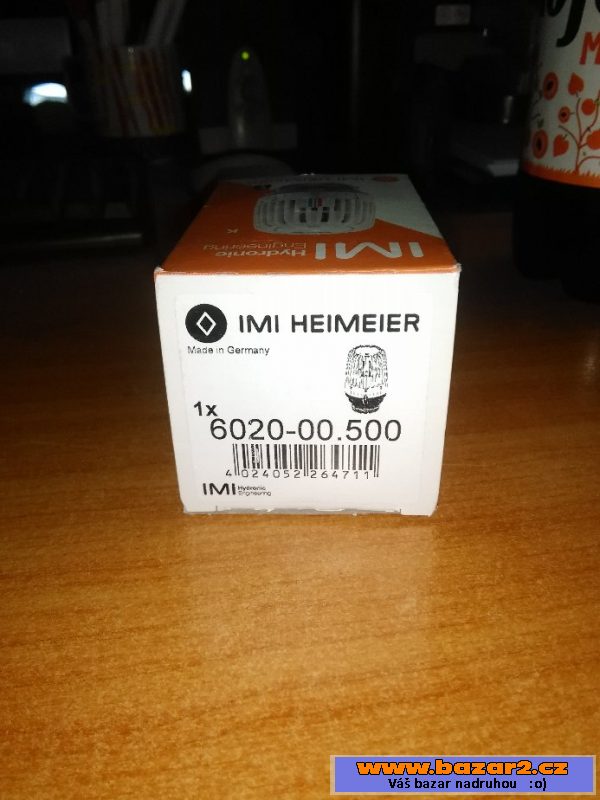 M
IMI
Hydronic
Engineering
K
IMI HEIMEIER
Made in Germany
1x
6020-00.500
4 024052 264711
IMI Hydronic
Engineering
www.bazar2.cz
Váš bazar nadruhou :o)